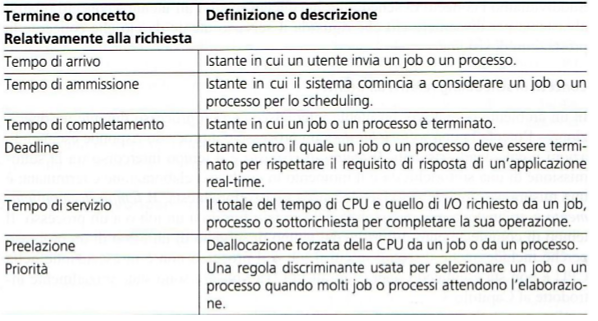 Termine o concetto Definizione o descrizione
Relativamente alla richiesta
Tempo di arrivo Istante in cui un utente invia un job o un processo.
Tempo di ammissione Istante in cui il sistema comincia a considerare un job o un
processo per lo scheduling.
Tempo di completamento Istante in cui un job o un processo è terminato.
Deadline Istante entro il quale un job o un processo deve essere termi-
nato per rispettare il requisito di risposta di un'applicazione
real-time.
Tempo di servizio Il totale del tempo di CPU e quello di I/O richiesto da un job,
processo o sottorichiesta per completare la sua operazione.
Preelazione Deallocazione forzata della CPU da un job o da un processo.
Priorità Una regola discriminante usata per selezionare un job o un
processo quando molti job o processi attendono l'elaborazio-
ne.